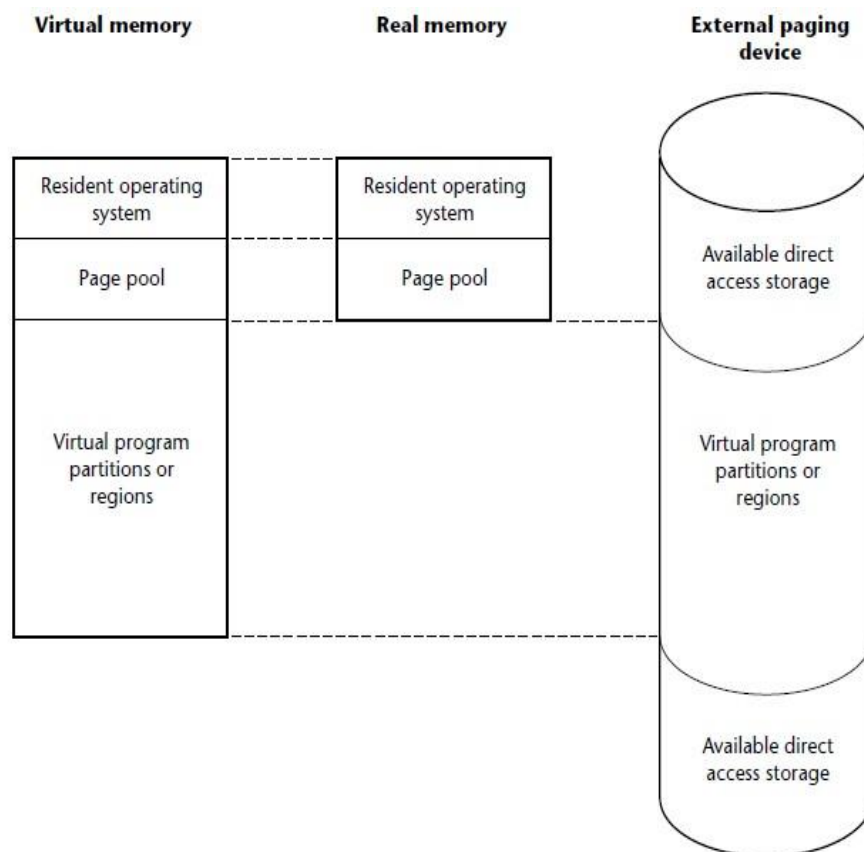 Virtual memory
Real memory
External paging
device
Resident operating
system
Page pool
Virtual program
partitions or
regions
Resident operating
system
Page pool
Available direct
access storage
Virtual program
partitions or
regions
Available direct
access storage